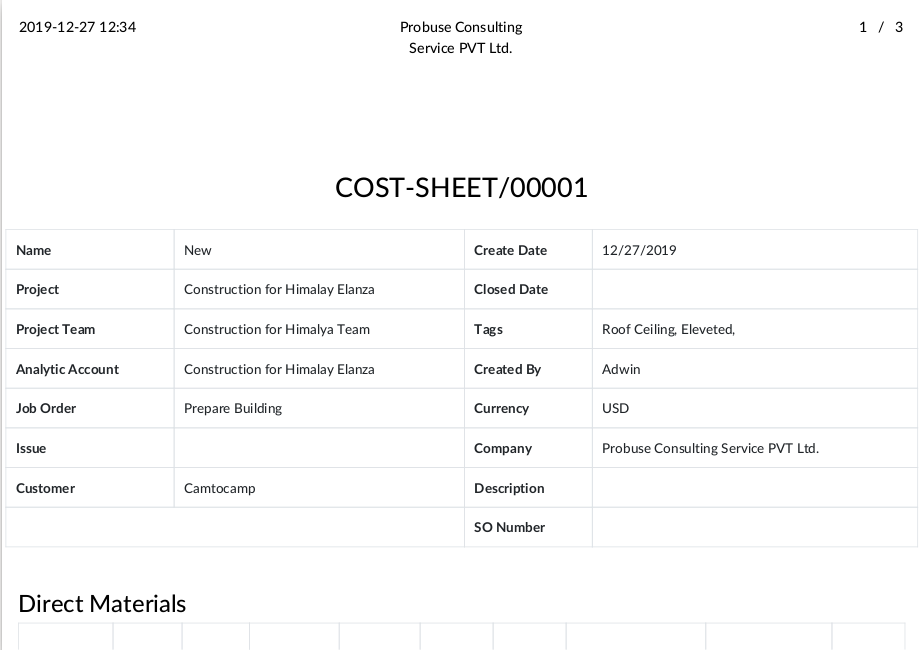 2019-12-27 12:34 Probuse Consulting Service PVT Ltd. 1 / 3
COST-SHEET/00001
Name New Create Date 12/27/2019
Project Construction for Himalay Elanza Closed Date
Project Team Construction for Himalya Team Tags Roof Ceiling, Eleveted,
Analytic Account Construction for Himalay Elanza Created By Adwin
Job Order Prepare Building Currency USD
Issue Company Probuse Consulting Service PVT Ltd.
Customer Camtocamp Description
SO Number
Direct Materials